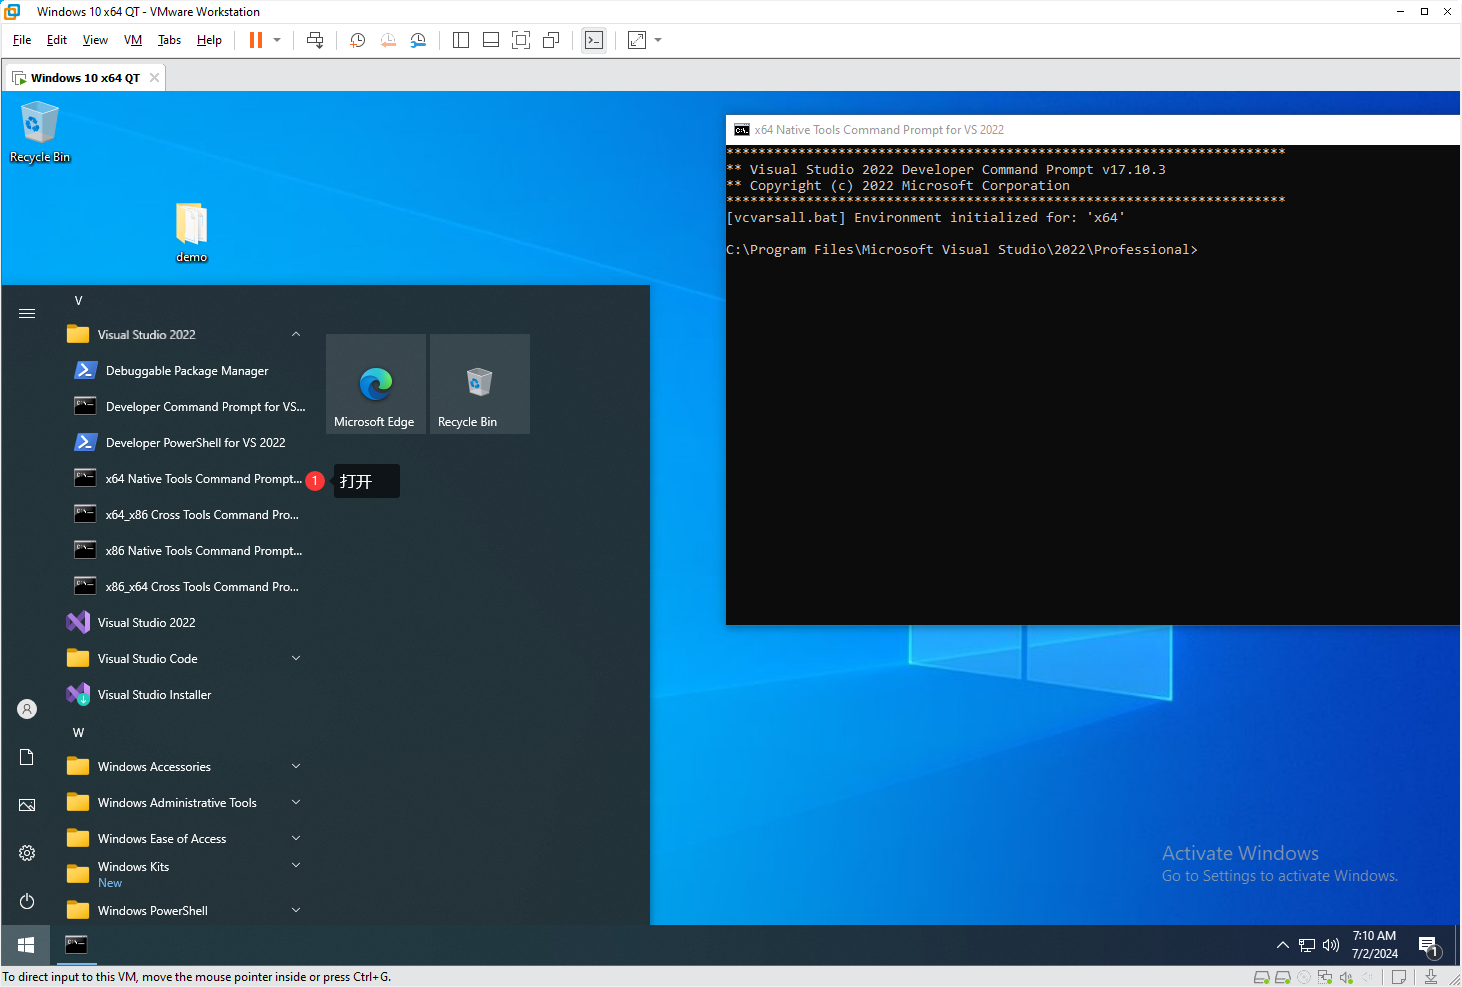 Windows 10 x64 QT - VMware Workstation
File Edit View VM Tabs Help
Windows 10 x64 QT
Recycle Bin
demo
x64 Native Tools Command Prompt for VS 2022
**********************************************************************
** Visual Studio 2022 Developer Command Prompt v17.10.3
** Copyright (c) 2022 Microsoft Corporation
**********************************************************************
[vcvarsall.bat] Environment initialized for: 'x64'
C:\Program Files\Microsoft Visual Studio\2022\Professional>
V
Visual Studio 2022
Debuggable Package Manager
Developer Command Prompt for VS...
Developer PowerShell for VS 2022
x64 Native Tools Command Prompt...
1 打开
x64_x86 Cross Tools Command Pro...
x86 Native Tools Command Prompt...
x86_x64 Cross Tools Command Pro...
Visual Studio 2022
Visual Studio Code
Visual Studio Installer
W
Windows Accessories
Windows Administrative Tools
Windows Ease of Access
Windows Kits
New
Windows PowerShell
Microsoft Edge
Recycle Bin
Activate Windows
Go to Settings to activate Windows.
7:10 AM
7/2/2024
1
To direct input to this VM, move the mouse pointer inside or press Ctrl+G.